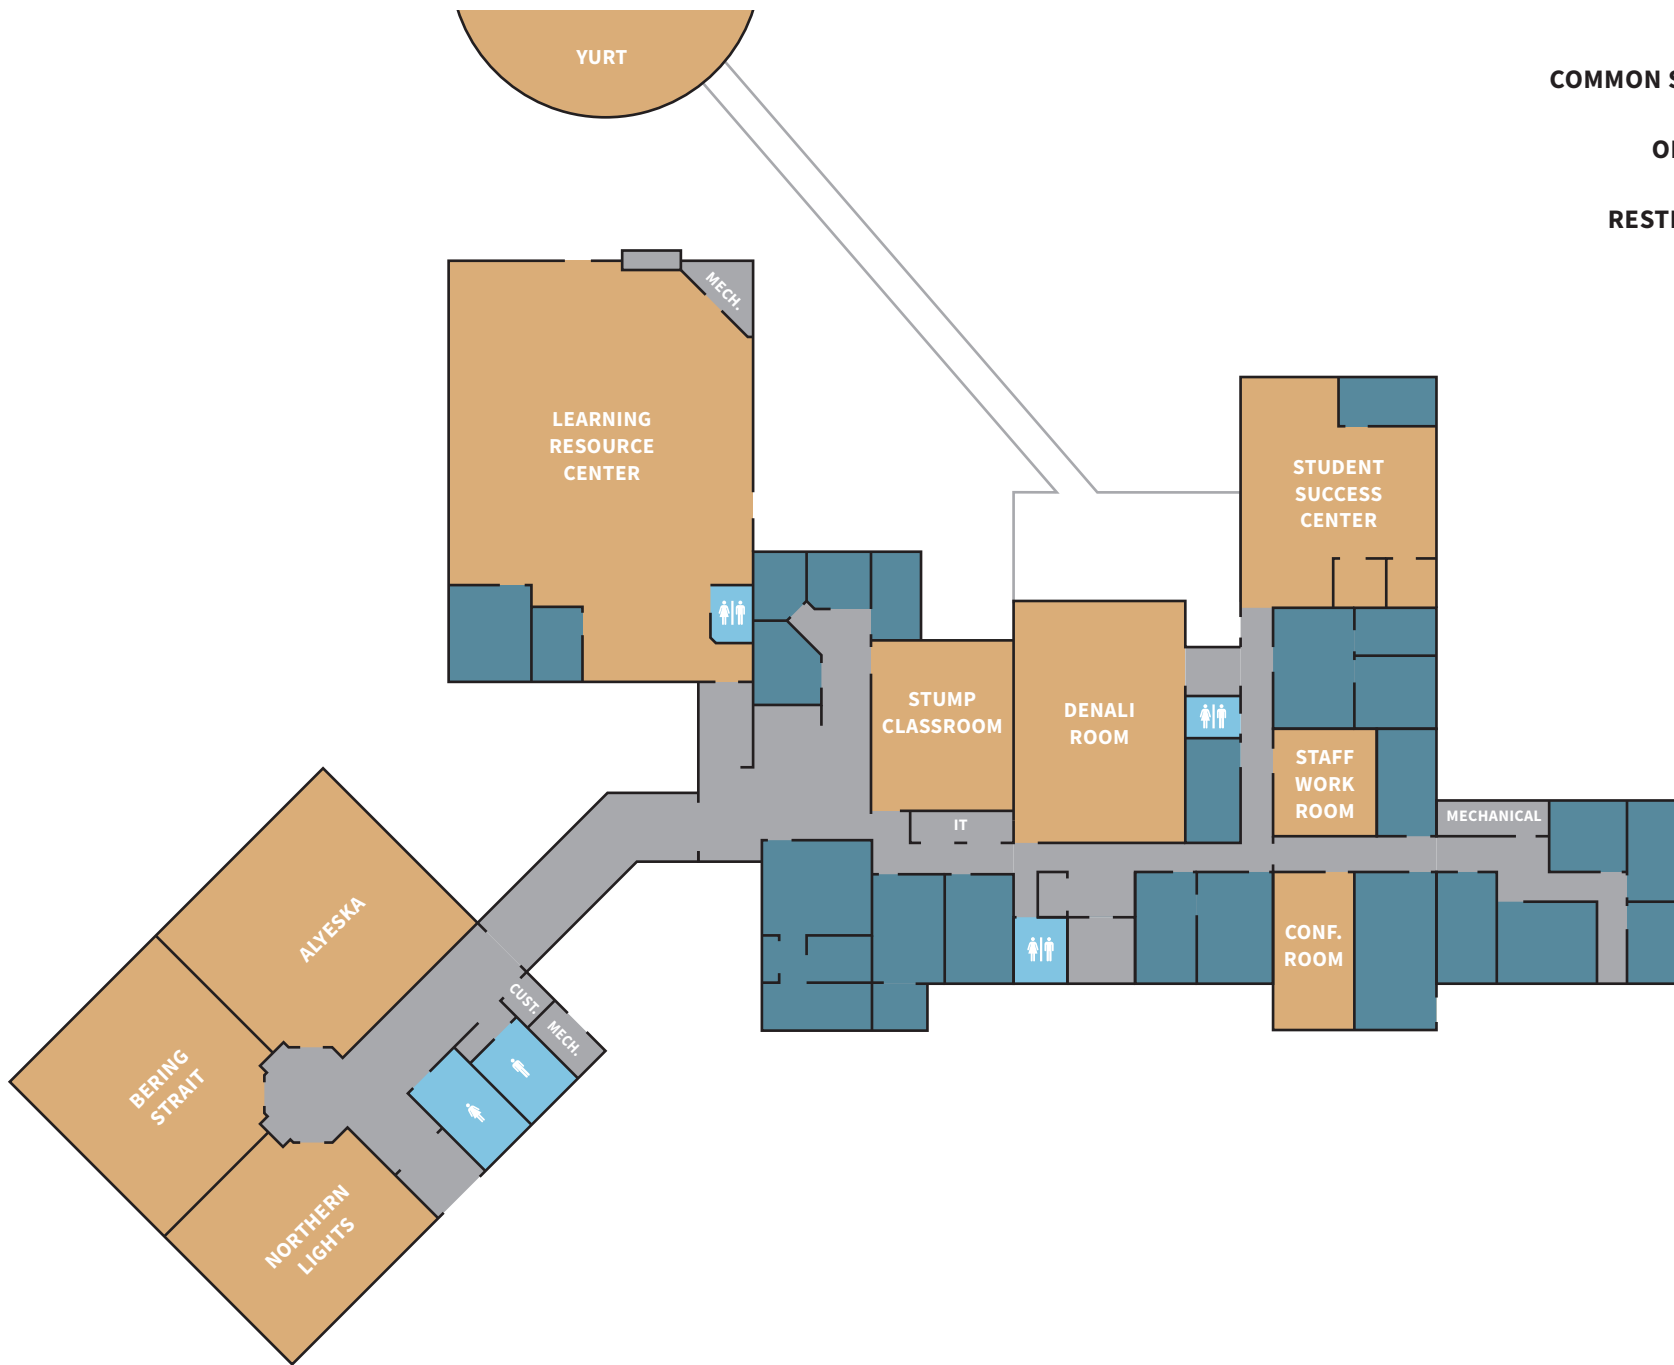 YURT
COMMON S
RESTR
MECH.
LEARNING
RESOURCE
CENTER
STUDENT
SUCCESS
CENTER
STUMP
CLASSROOM
DENALI
ROOM
STAFF
WORK
ROOM
MECHANICAL
IT
ALYESKA
CONF.
ROOM
CUST.
MECH.
BERING
STRAIT
NORTHERN
LIGHTS